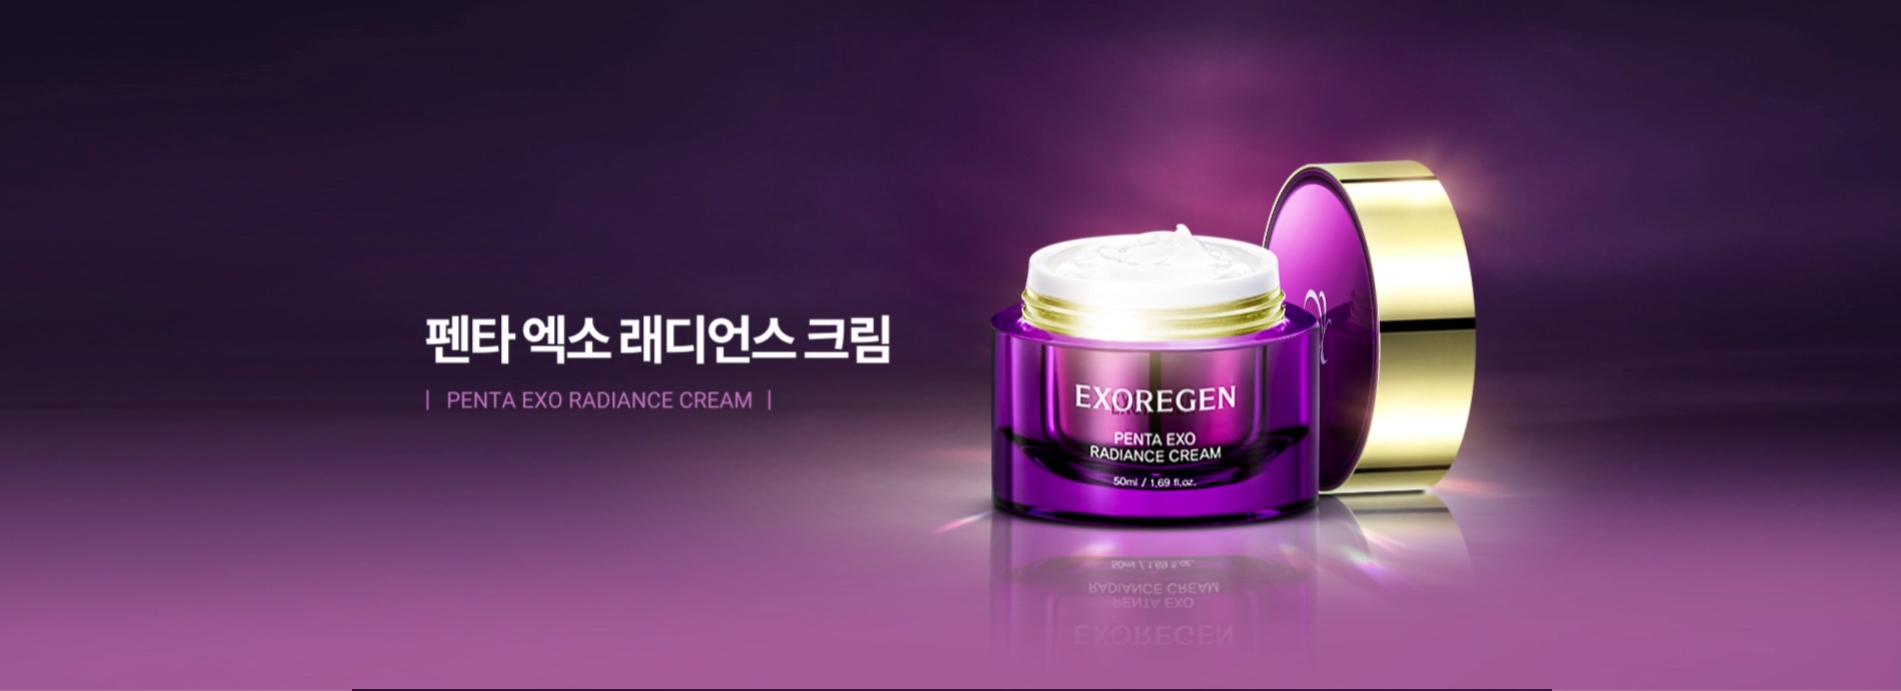 펜타 엑소 래디언스 크림
| PENTA EXO RADIANCE CREAM |
EXOREGEN
PENTA EXO
RADIANCE CREAM
50ml / 1.69 fl.oz.